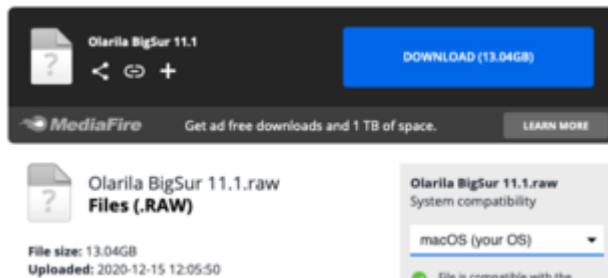 Olarila BigSur 11.1
DOWNLOAD (13.04GB)
MediaFire
Get ad free downloads and 1 TB of space.
LEARN MORE
Olarila BigSur 11.1.raw
Files (.RAW)
File size: 13.04GB
Uploaded: 2020-12-15 12:05:50
Olarila BigSur 11.1.raw
System compatibility
macOS (your OS)
File is compatible with the